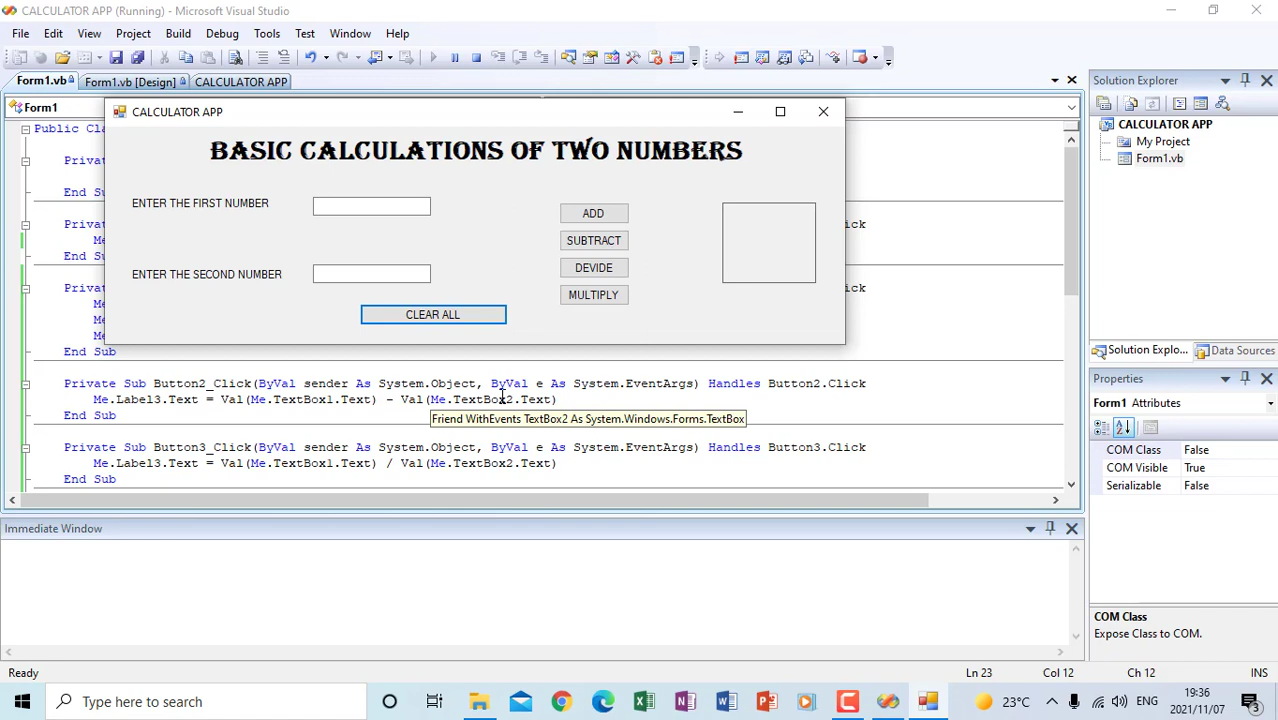 CALCULATOR APP (Running) - Microsoft Visual Studio
File Edit View Project Build Debug Tools Test Window Help
Form1.vb Form1.vb [Design] CALCULATOR APP
Form1
CALCULATOR APP
BASIC CALCULATIONS OF TWO NUMBERS
ENTER THE FIRST NUMBER
ENTER THE SECOND NUMBER
ADD
SUBTRACT
DEVIDE
MULTIPLY
CLEAR ALL
Public Cla
Priva
End Su
Priva ick
Me
End Su
Priva ick
Me
Me
Me
End Sub
Private Sub Button2_Click(ByVal sender As System.Object, ByVal e As System.EventArgs) Handles Button2.Click
Me.Label3.Text = Val(Me.TextBox1.Text) - Val(Me.TextBox2.Text)
End Sub
Friend WithEvents TextBox2 As System.Windows.Forms.TextBox
Private Sub Button3_Click(ByVal sender As System.Object, ByVal e As System.EventArgs) Handles Button3.Click
Me.Label3.Text = Val(Me.TextBox1.Text) / Val(Me.TextBox2.Text)
End Sub
Immediate Window
Solution Explorer
CALCULATOR APP
My Project
Form1.vb
Solution Explo... Data Sources
Properties
Form1 Attributes
COM Class False
COM Visible True
Serializable False
COM Class
Expose Class to COM.
Ready Ln 23 Col 12 Ch 12 INS
Type here to search
23°C ENG 19:36
2021/11/07 3